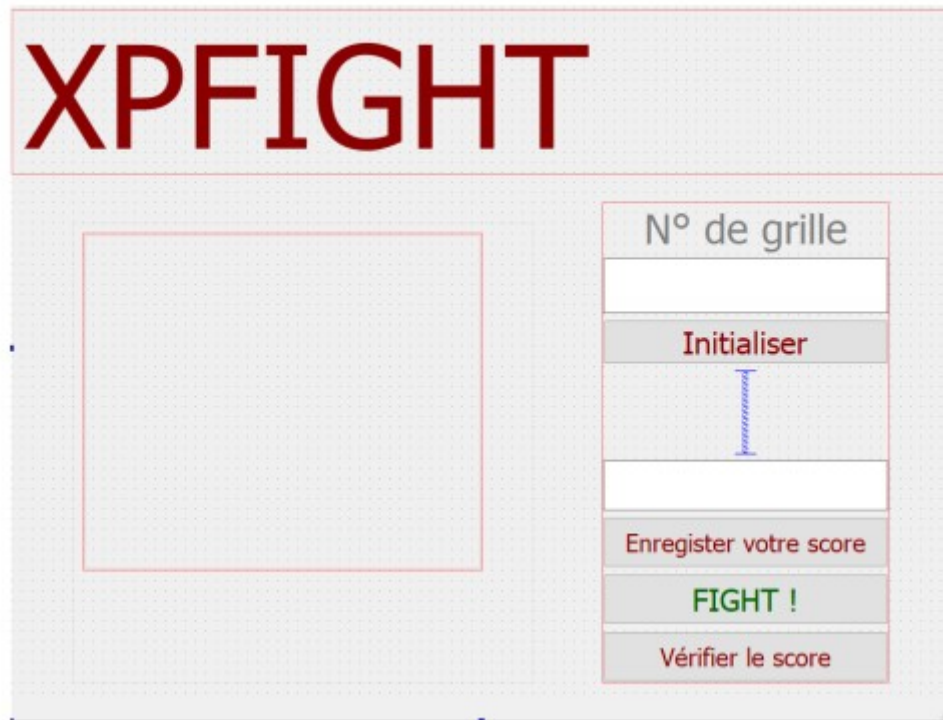 XPFIGHT
N° de grille
Initialiser
Enregister votre score
FIGHT !
Vérifier le score